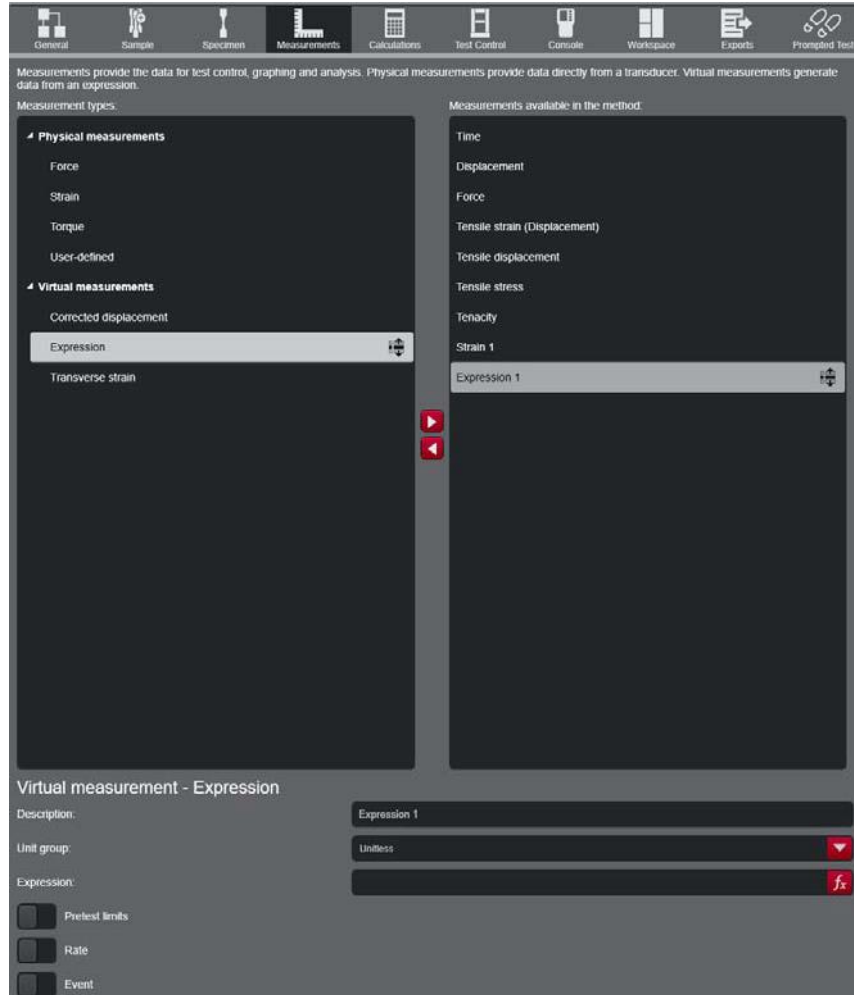 General Sample Specimen Measurements Calculations Test Control Console Workspace Exports Prompted Test
Measurements provide the data for test control, graphing and analysis. Physical measurements provide data directly from a transducer. Virtual measurements generate
data from an expression.
Measurement types:
Physical measurements
Force
Strain
Torque
User-defined
Virtual measurements
Corrected displacement
Expression
Transverse strain
Measurements available in the method:
Time
Displacement
Force
Tensile strain (Displacement)
Tensile displacement
Tensile stress
Tenacity
Strain 1
Expression 1
Virtual measurement - Expression
Description: Expression 1
Unit group: Unitless
Expression: fx
Pretest limits
Rate
Event